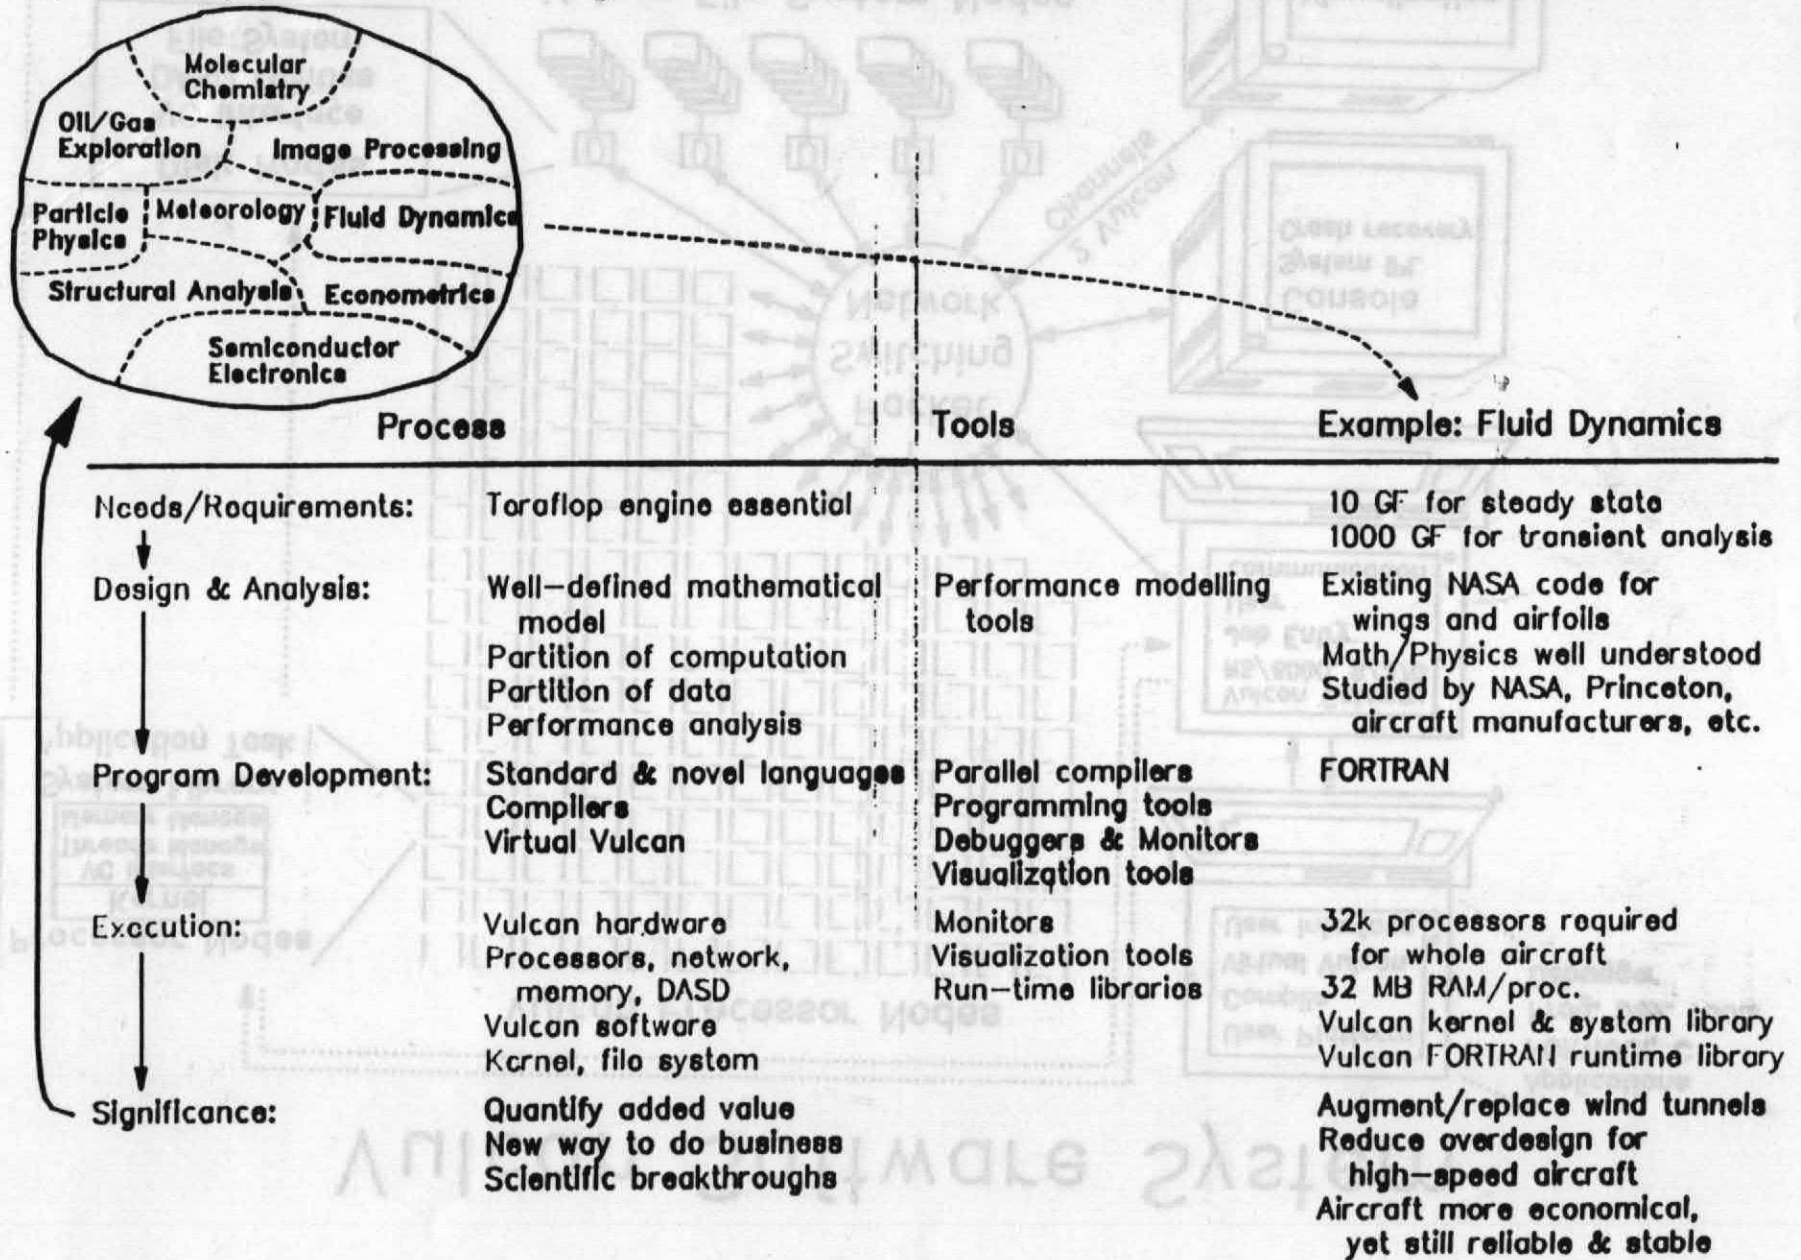 Molecular
Chemistry
Oil/Gas
Exploration
Image Processing
Particle
Physics
Meteorology
Fluid Dynamics
Structural Analysis
Econometrics
Semiconductor
Electronics
Process Tools Example: Fluid Dynamics
Needs/Requirements: Teraflop engine essential 10 GF for steady state
1000 GF for transient analysis
Design & Analysis: Well-defined mathematical Performance modelling Existing NASA code for
model tools wings and airfoils
Partition of computation Math/Physics well understood
Partition of data Studied by NASA, Princeton,
Performance analysis aircraft manufacturers, etc.
Program Development: Standard & novel languages Parallel compilers FORTRAN
Compilers Programming tools
Virtual Vulcan Debuggers & Monitors
Visualization tools
Execution: Vulcan hardware Monitors 32k processors required
Processors, network, Visualization tools for whole aircraft
memory, DASD Run-time libraries 32 MB RAM/proc.
Vulcan software Vulcan kernel & system library
Kernel, file system Vulcan FORTRAN runtime library
Significance: Quantify added value Augment/replace wind tunnels
New way to do business Reduce overdesign for
Scientific breakthroughs high-speed aircraft
Aircraft more economical,
yet still reliable & stable